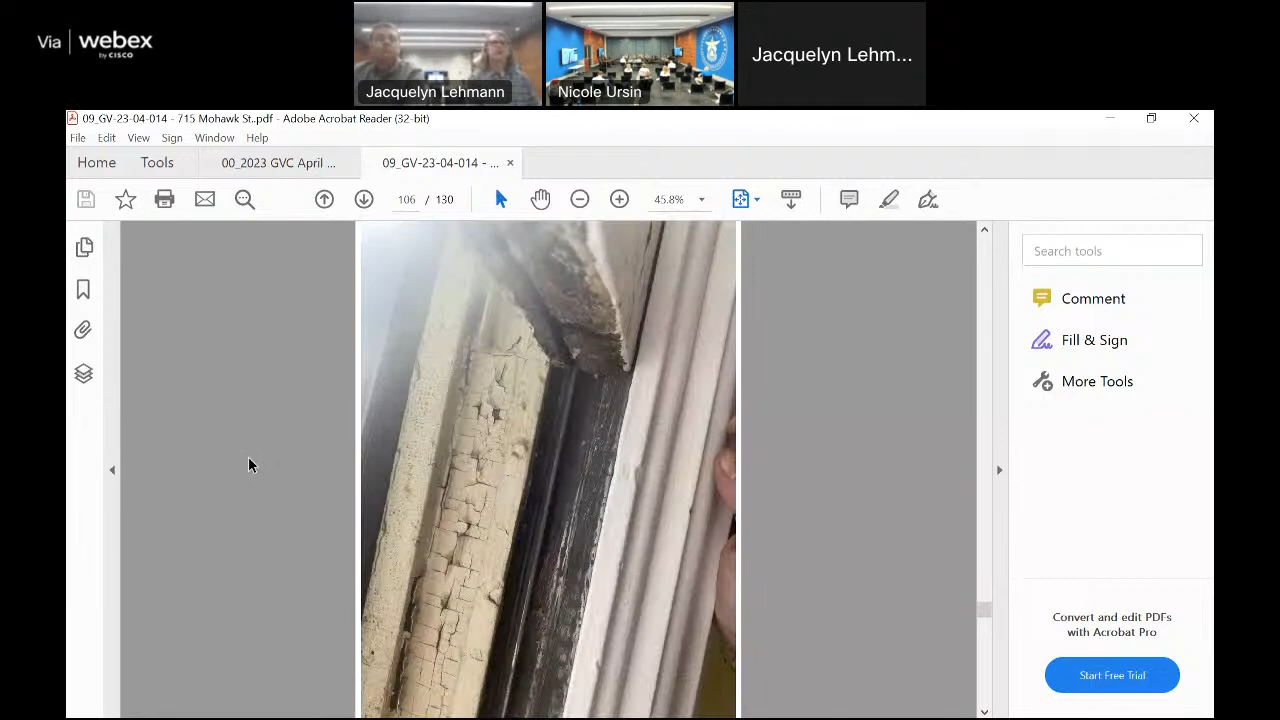 Via | webex
by CISCO
Jacquelyn Lehmann
Nicole Ursin
Jacquelyn Lehm...
09_GV-23-04-014 - 715 Mohawk St..pdf - Adobe Acrobat Reader (32-bit)
File Edit View Sign Window Help
Home Tools 00_2023 GVC April ... 09_GV-23-04-014 - ... ×
106 / 130 45.8%
Search tools
Comment
Fill & Sign
More Tools
Convert and edit PDFs
with Acrobat Pro
Start Free Trial